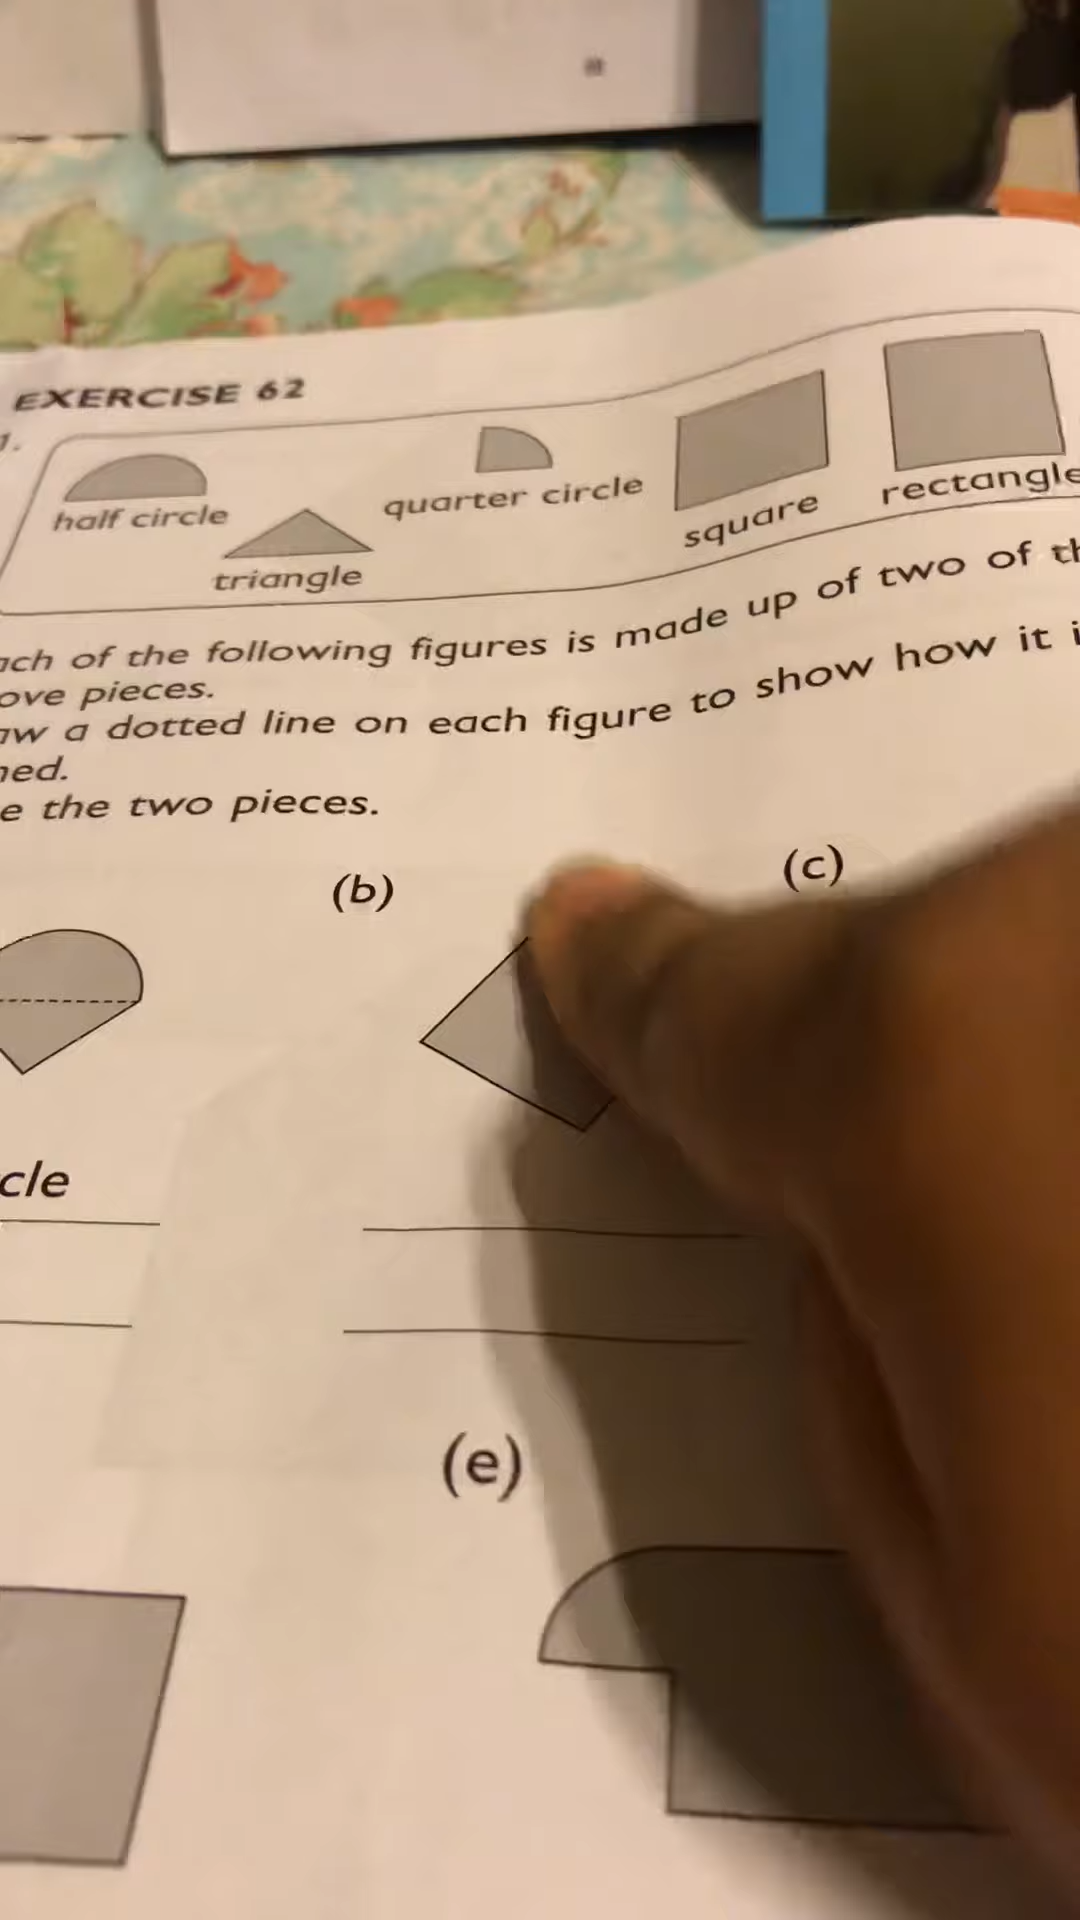 EXERCISE 62
1.
half circle
triangle
quarter circle
square
rectangle
of the following figures is made up of two of
pieces.
a dotted line on each figure to show how it
the two pieces.
(b)
(c)
(e)